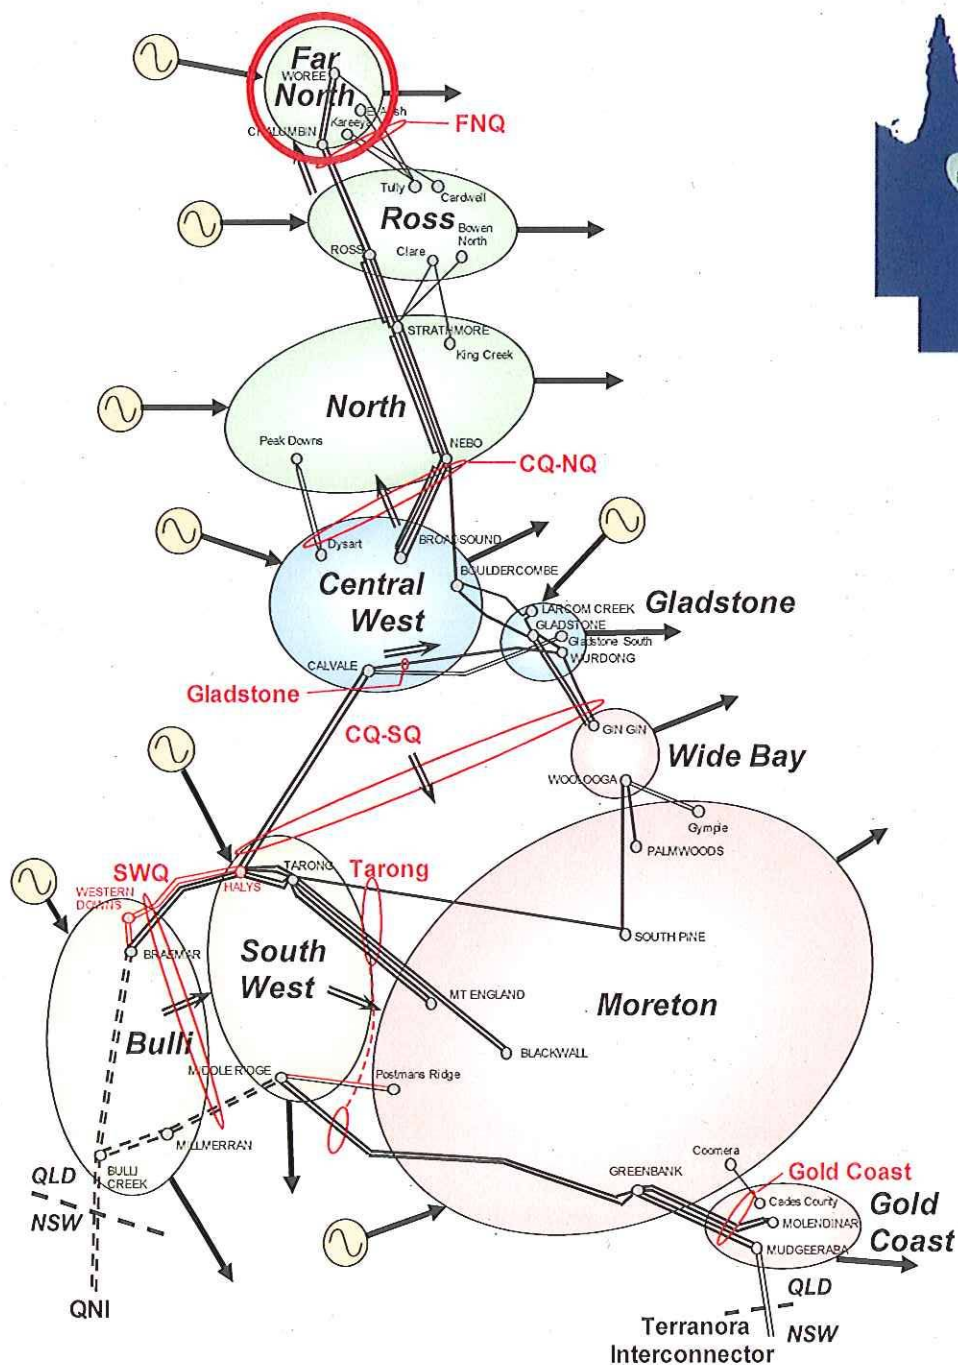 Far
WOREE
North
Kareeya
CHALUMBIN
FNQ
Tully
Cardwell
Ross
Bowen
North
ROSS
Clare
STRATHMORE
King Creek
North
Peak Downs
NEBO
CQ-NQ
Dysart
BROADSOUND
Central
West
BOULDERCOMBE
LARCOM CREEK
Gladstone
GLADSTONE
Gladstone South
WURDONG
CALVALE
Gladstone
CQ-SQ
GIN GIN
Wide Bay
WOOLOOGA
Gympie
PALMWOODS
SWQ
TARONG
Tarong
WESTERN
DOWNS
HALYS
SOUTH PINE
BRAEMAR
South
West
MT ENGLAND
Moreton
Bulli
BLACKWALL
MIDDLE RIDGE
Postmans Ridge
MILLMERRAN
BULLI
CREEK
QLD
NSW
QNI
Coomera
GREENBANK
Gold Coast
Cades County
MOLENDINAR
MUDGEERABA
Gold
Coast
QLD
NSW
Terranora
Interconnector